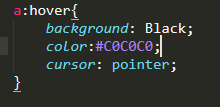 a:hover{
background: Black;
color:#C0C0C0;
cursor: pointer;
}